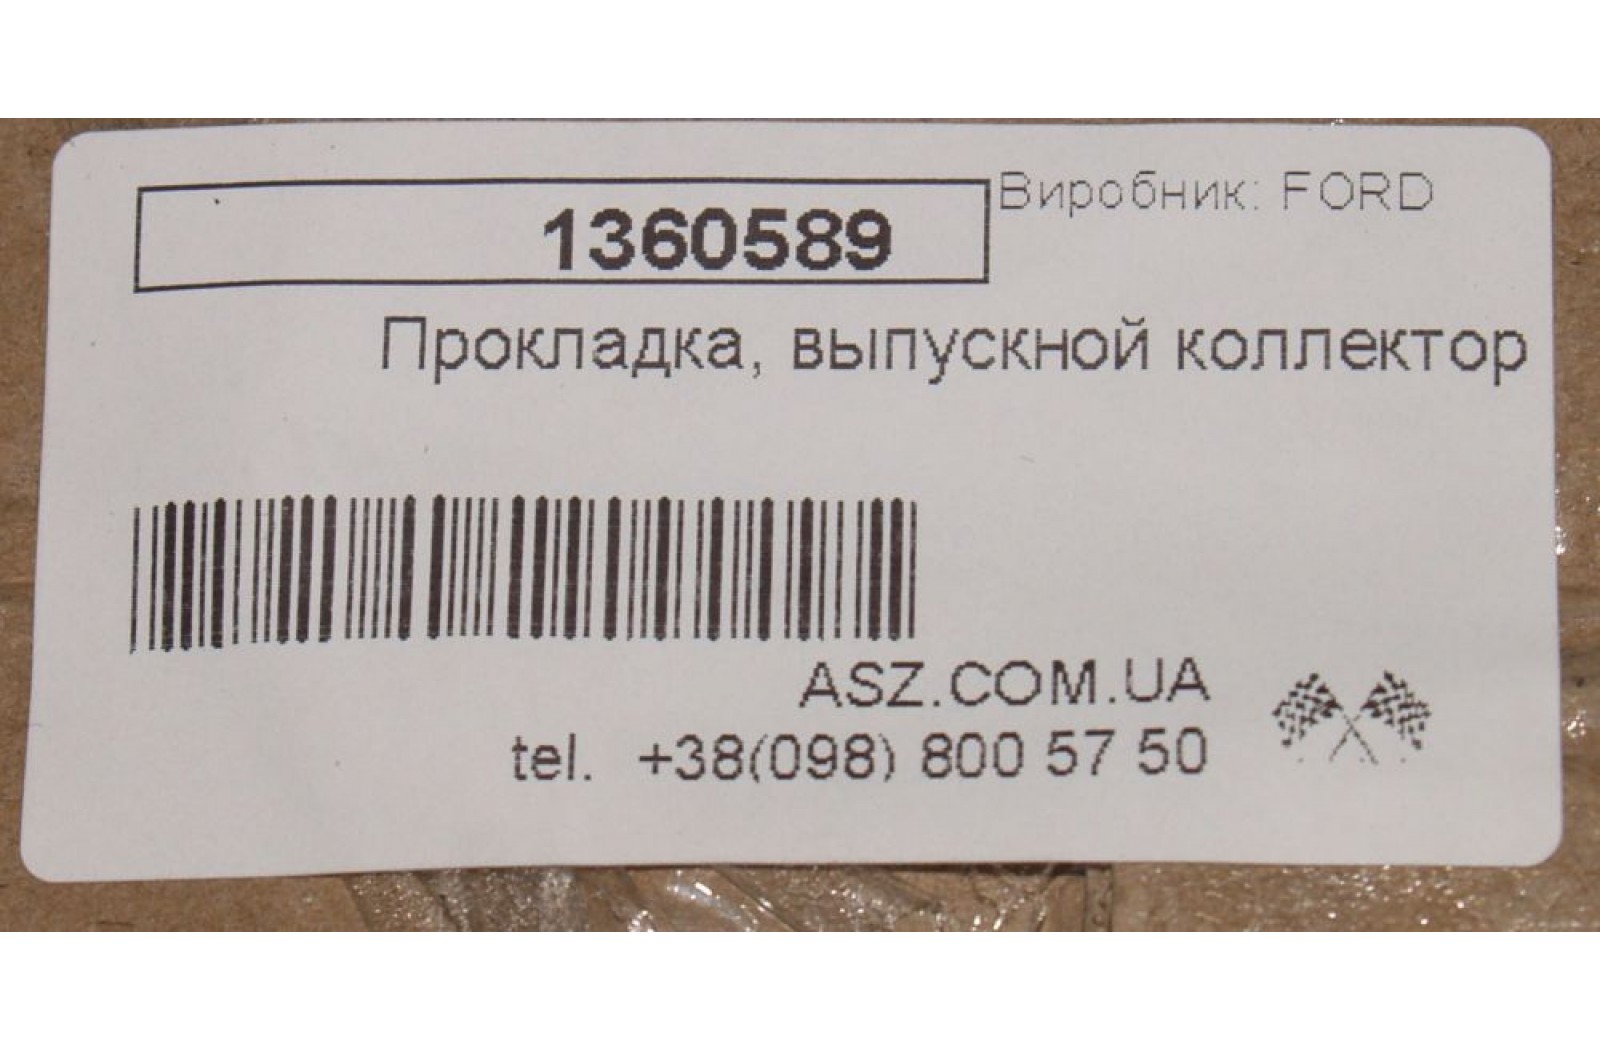 1360589
Виробник: FORD
Прокладка, выпускной коллектор
ASZ.COM.UA
tel. +38(098) 800 57 50